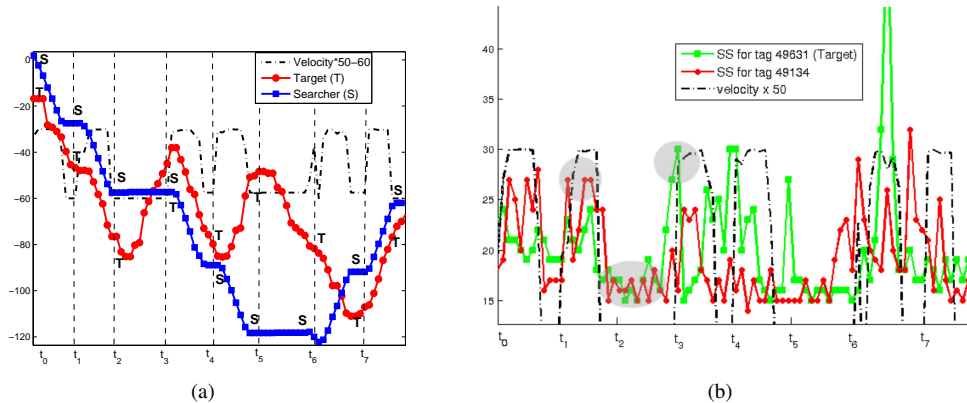 0
-20
-40
-60
-80
-100
-120
Velocity*50-60
Target (T)
Searcher (S)
S
T
S
T
S
T
S
T
T
S
S
T
S
T
S
T
S
T
t0 t1 t2 t3 t4 t5 t6 t7
(a)
40
35
30
25
20
15
SS for tag 49631 (Target)
SS for tag 49134
velocity x 50
t0 t1 t2 t3 t4 t5 t6 t7
(b)